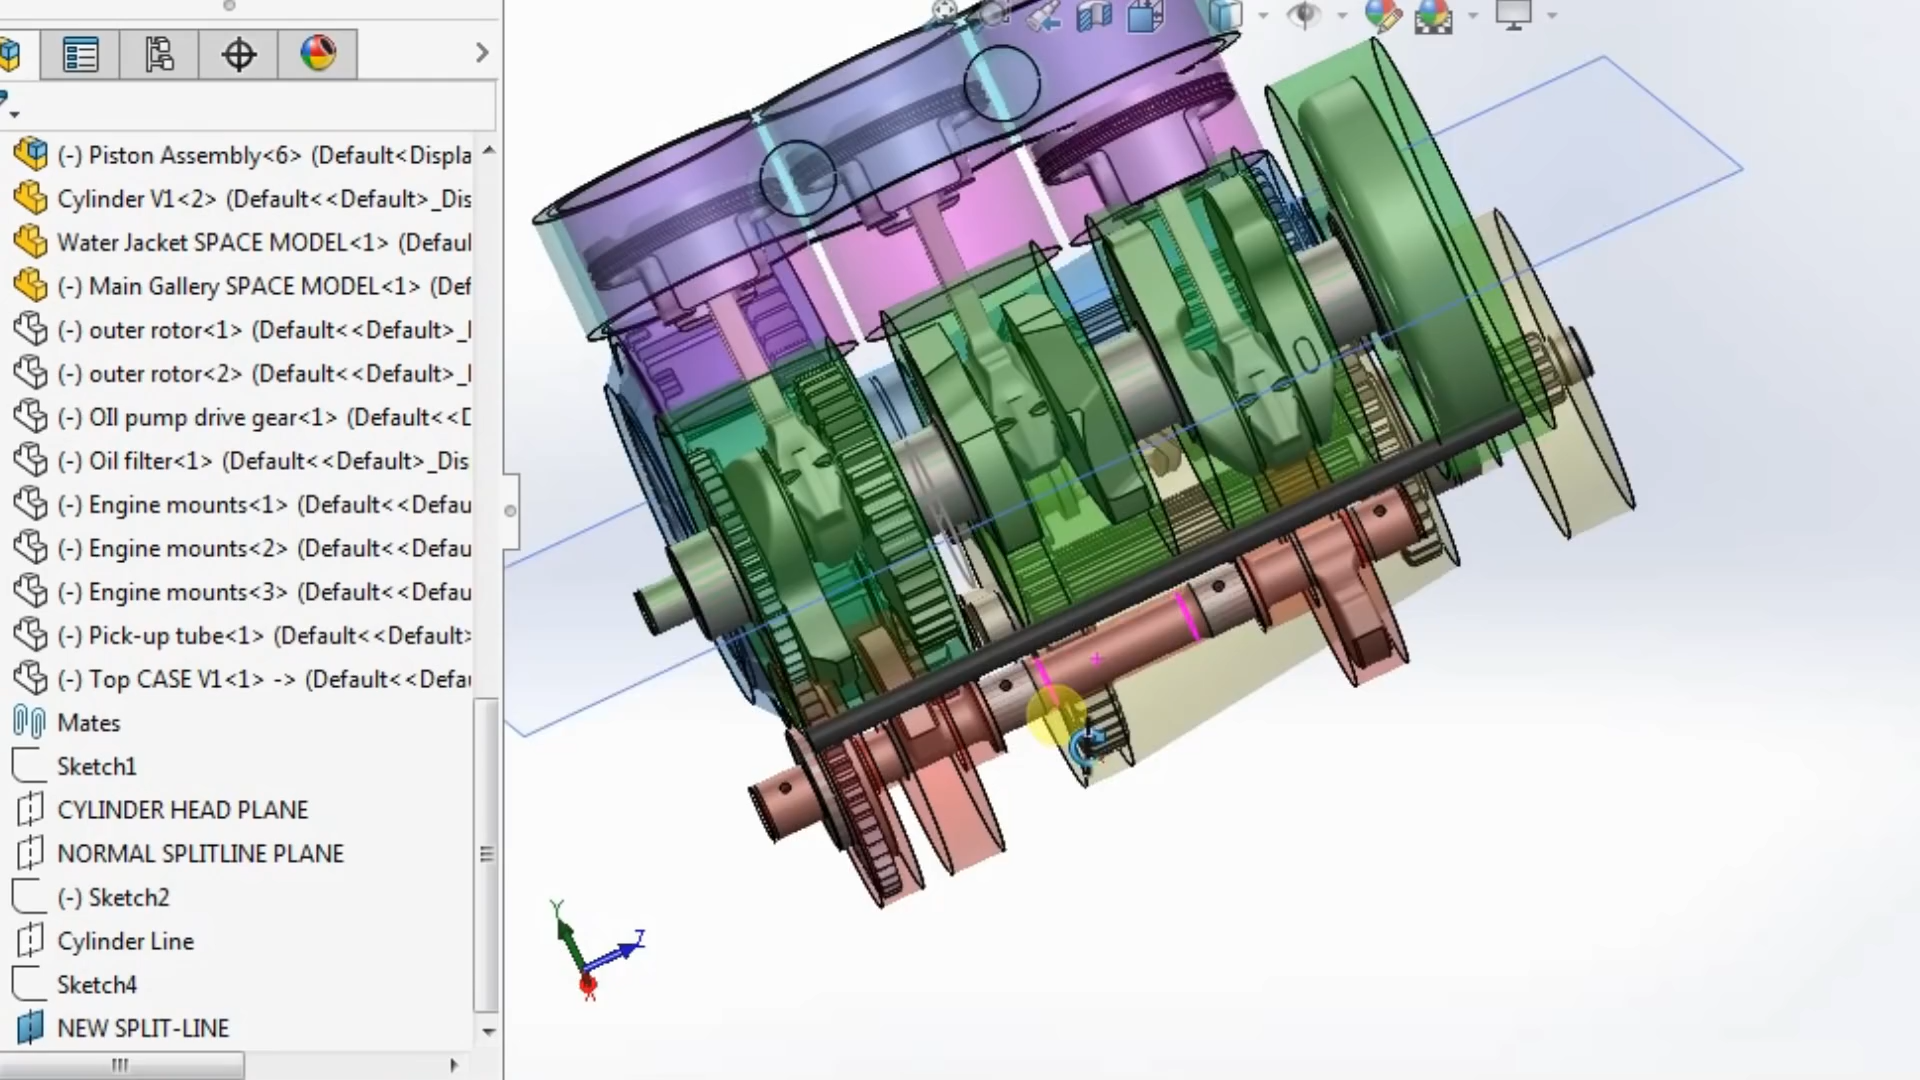 (-) Piston Assembly<6> (Default<Displa
Cylinder V1<2> (Default<<Default>_Dis
Water Jacket SPACE MODEL<1> (Defaul
(-) Main Gallery SPACE MODEL<1> (Def
(-) outer rotor<1> (Default<<Default>_I
(-) outer rotor<2> (Default<<Default>_I
(-) OIl pump drive gear<1> (Default<<D
(-) Oil filter<1> (Default<<Default>_Dis
(-) Engine mounts<1> (Default<<Defau
(-) Engine mounts<2> (Default<<Defau
(-) Engine mounts<3> (Default<<Defau
(-) Pick-up tube<1> (Default<<Default>
(-) Top CASE V1<1> -> (Default<<Defau
Mates
Sketch1
CYLINDER HEAD PLANE
NORMAL SPLITLINE PLANE
(-) Sketch2
Cylinder Line
Sketch4
NEW SPLIT-LINE
Y
Z
X